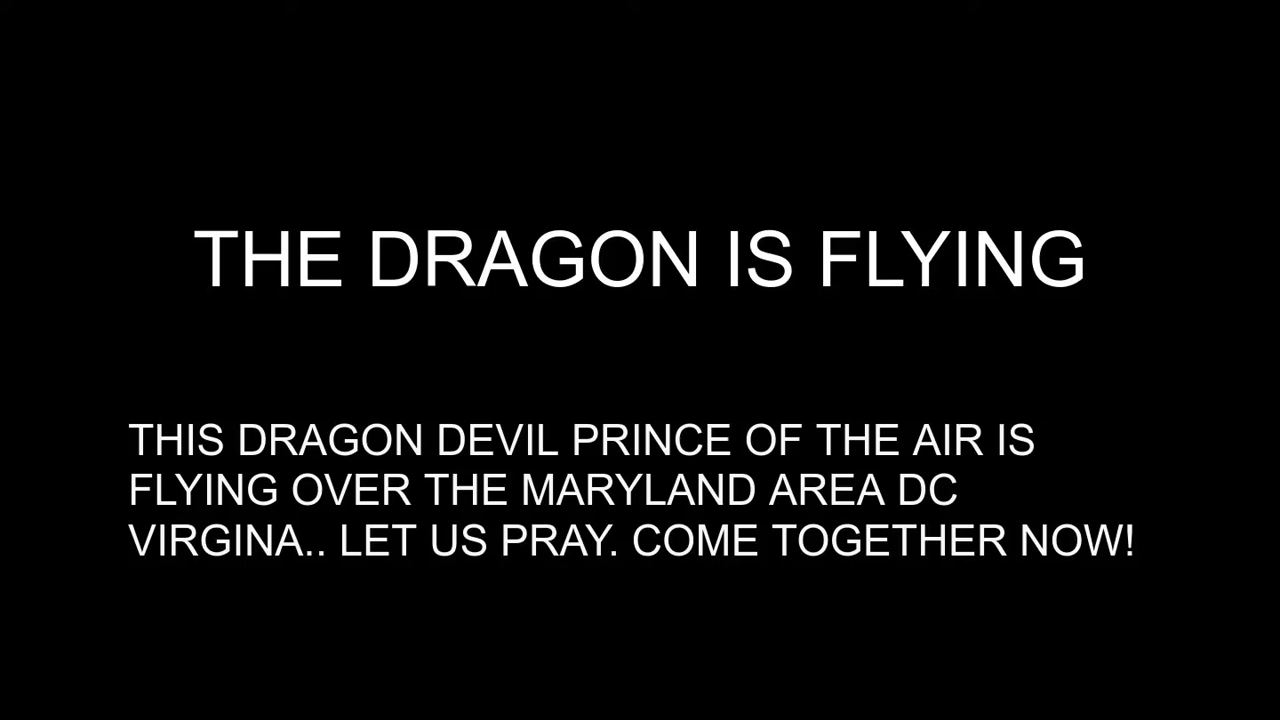 THE DRAGON IS FLYING
THIS DRAGON DEVIL PRINCE OF THE AIR IS
FLYING OVER THE MARYLAND AREA DC
VIRGINA.. LET US PRAY. COME TOGETHER NOW!